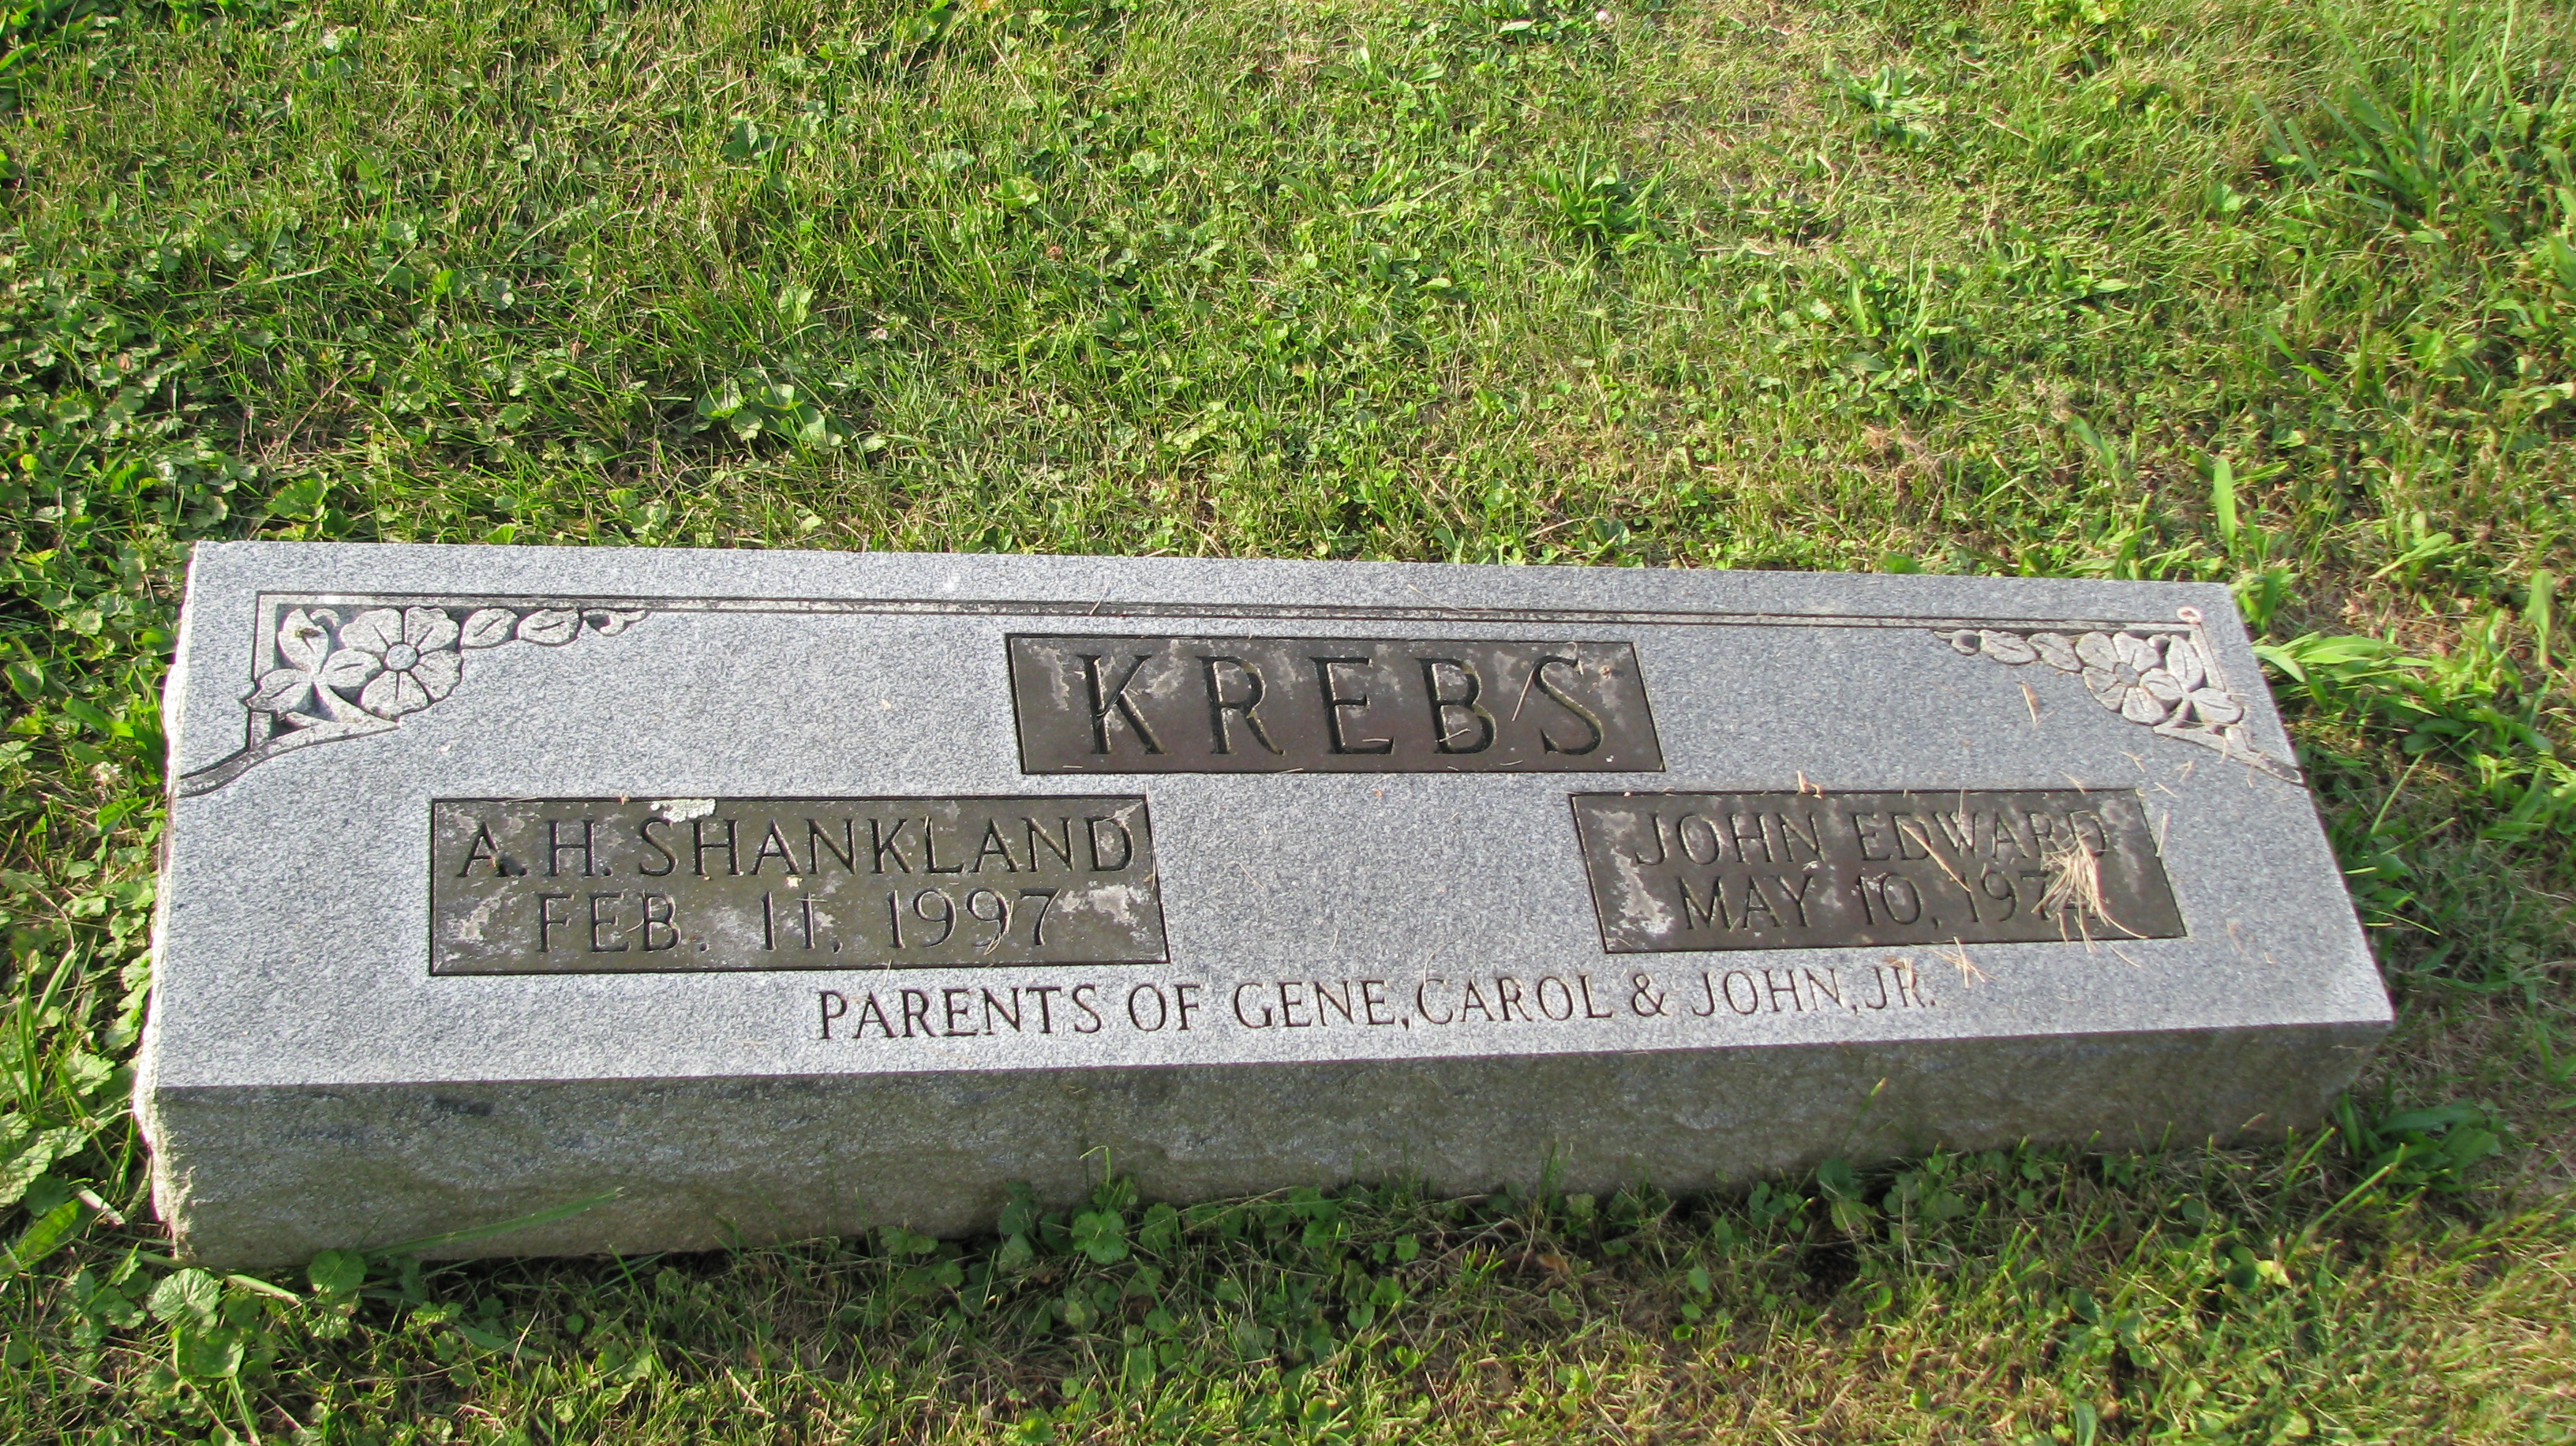 KREBS
A. H. SHANKLAND
FEB. 11, 1997
JOHN EDWARD
MAY 10, 1974
PARENTS OF GENE, CAROL & JOHN, JR.